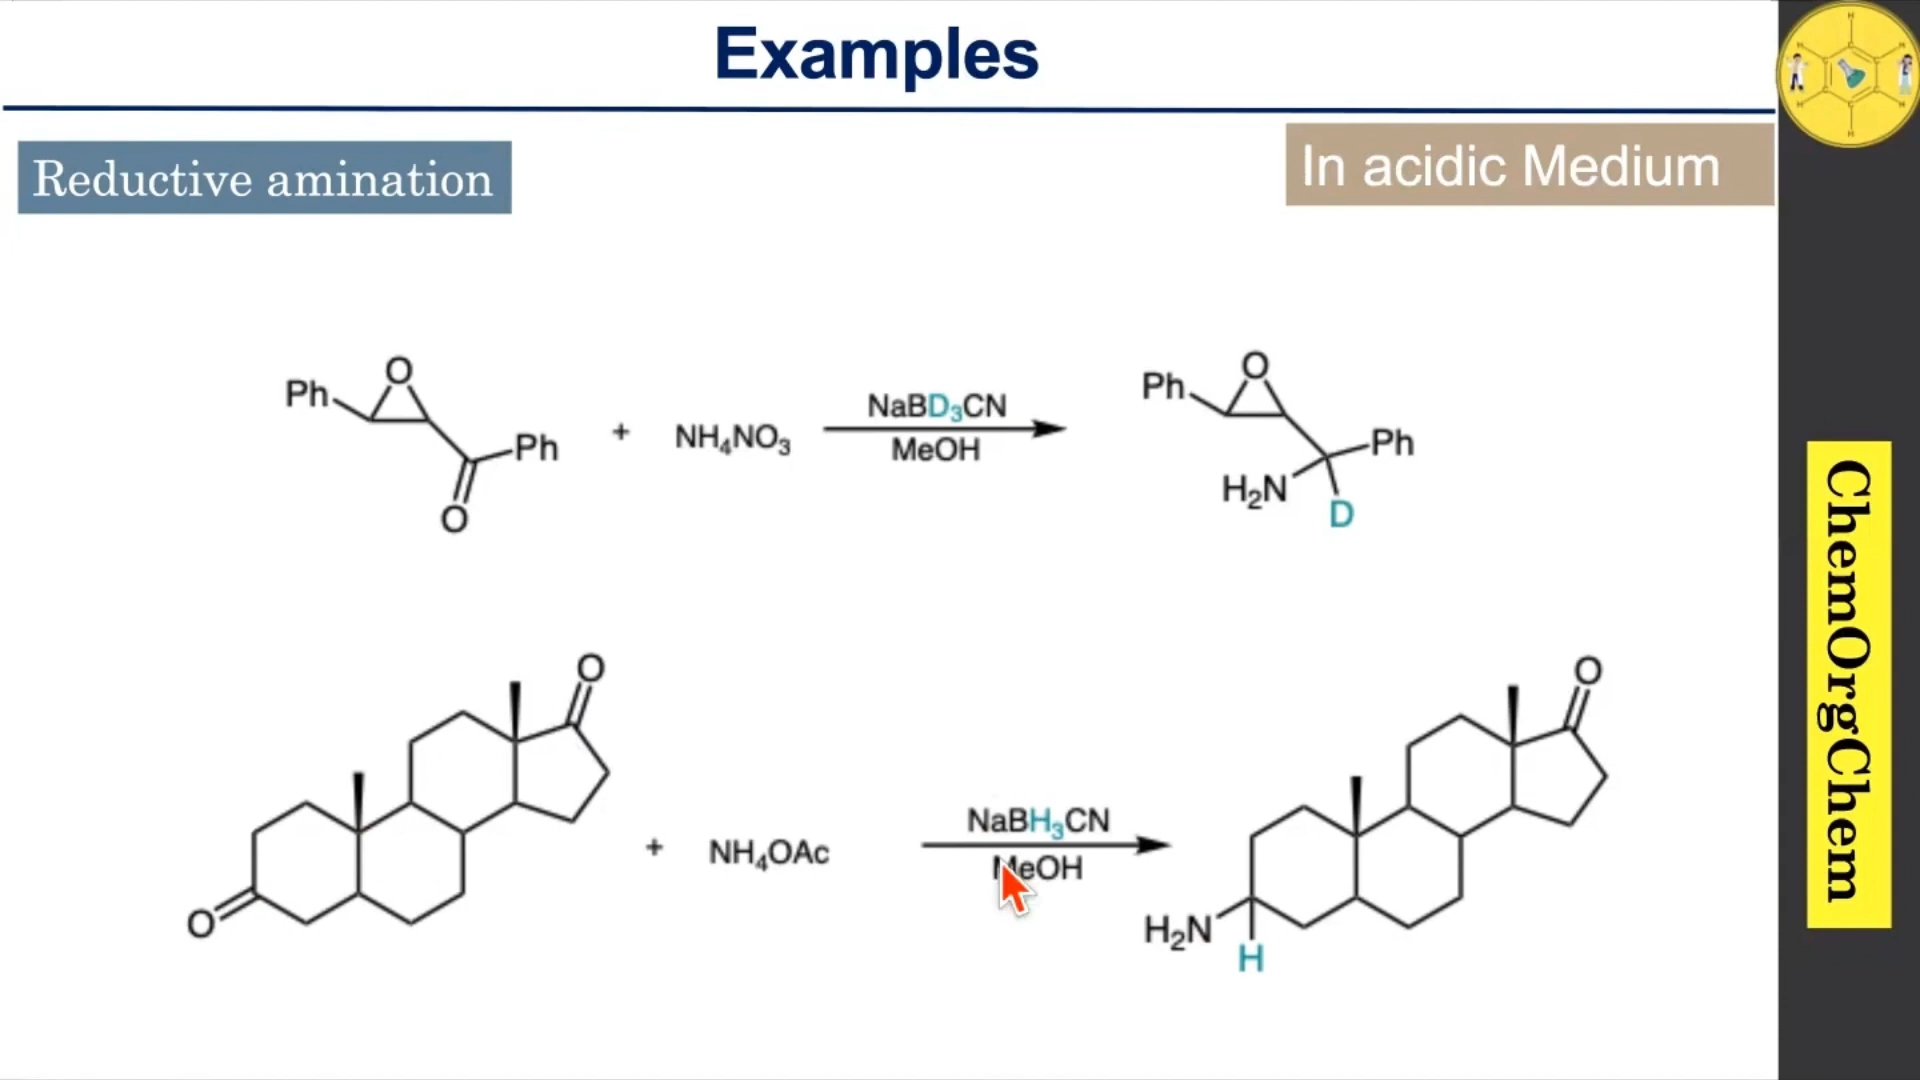 Examples
Reductive amination
In acidic Medium
Ph
O
Ph
O
+
NH₄NO₃
NaBD₃CN
MeOH
Ph
O
Ph
H₂N
D
O
O
+
NH₄OAc
NaBH₃CN
MeOH
O
H₂N
H
ChemOrgChem